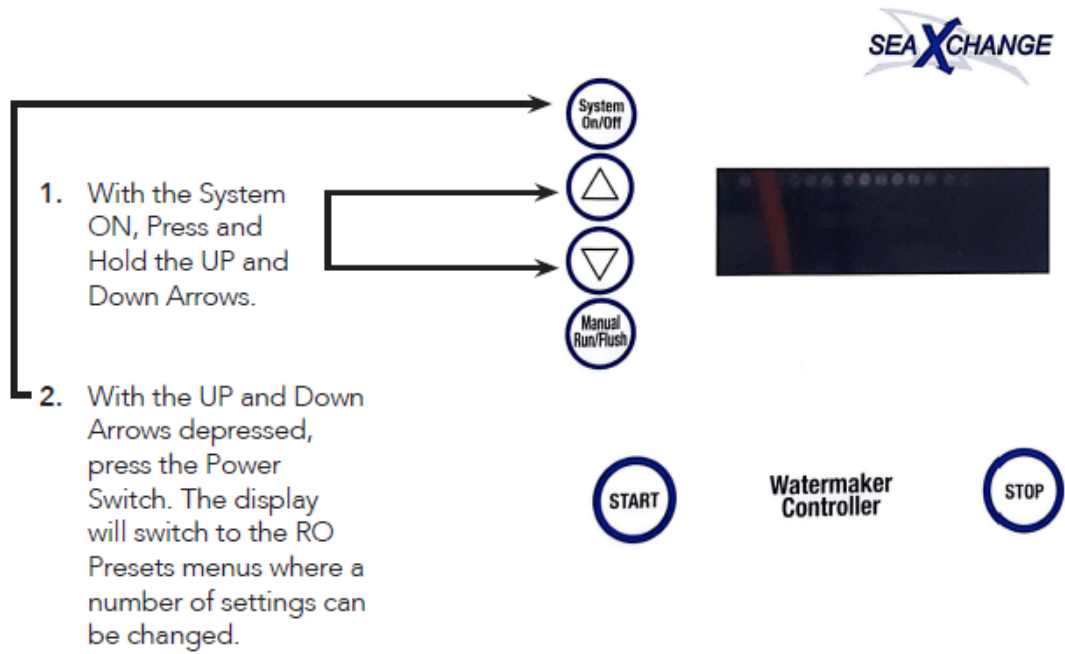 SEAXCHANGE
System
On/Off
1. With the System
ON, Press and
Hold the UP and
Down Arrows.
Manual
Run/Flush
2. With the UP and Down
Arrows depressed,
press the Power
Switch. The display
will switch to the RO
Presets menus where a
number of settings can
be changed.
START
Watermaker
Controller
STOP